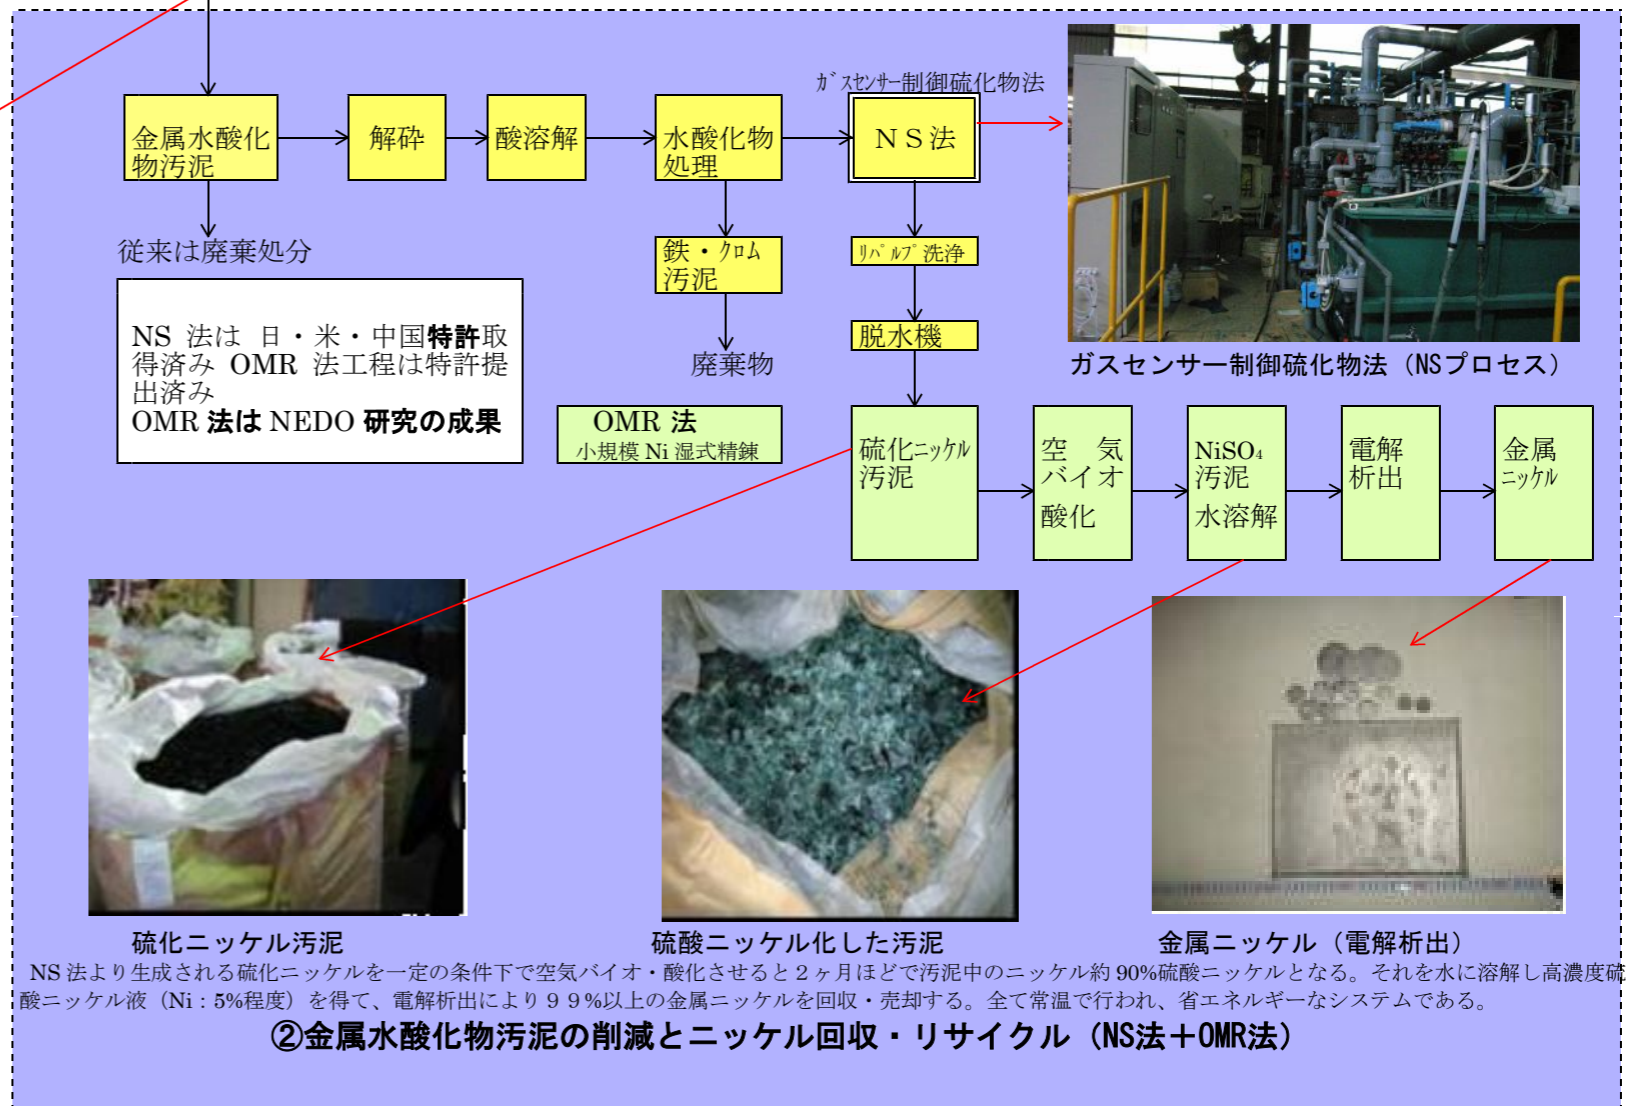 ガスセンサー制御硫化物法
金属水酸化
物汚泥
解砕
酸溶解
水酸化物
処理
ＮＳ法
従来は廃棄処分
鉄・クロム
汚泥
リパルプ洗浄
NS 法は 日・米・中国特許取
得済み OMR 法工程は特許提
出済み
OMR 法は NEDO 研究の成果
脱水機
廃棄物
ガスセンサー制御硫化物法（NSプロセス）
OMR 法
小規模 Ni 湿式精錬
硫化ニッケル
汚泥
空　気
バイオ
酸化
NiSO₄
汚泥
水溶解
電解
析出
金属
ニッケル
硫化ニッケル汚泥
硫酸ニッケル化した汚泥
金属ニッケル（電解析出）
NS 法より生成される硫化ニッケルを一定の条件下で空気バイオ・酸化させると２ヶ月ほどで汚泥中のニッケル約 90%硫酸ニッケルとなる。それを水に溶解し高濃度硫
酸ニッケル液（Ni：5%程度）を得て、電解析出により９９%以上の金属ニッケルを回収・売却する。全て常温で行われ、省エネルギーなシステムである。
②金属水酸化物汚泥の削減とニッケル回収・リサイクル（NS法＋OMR法）